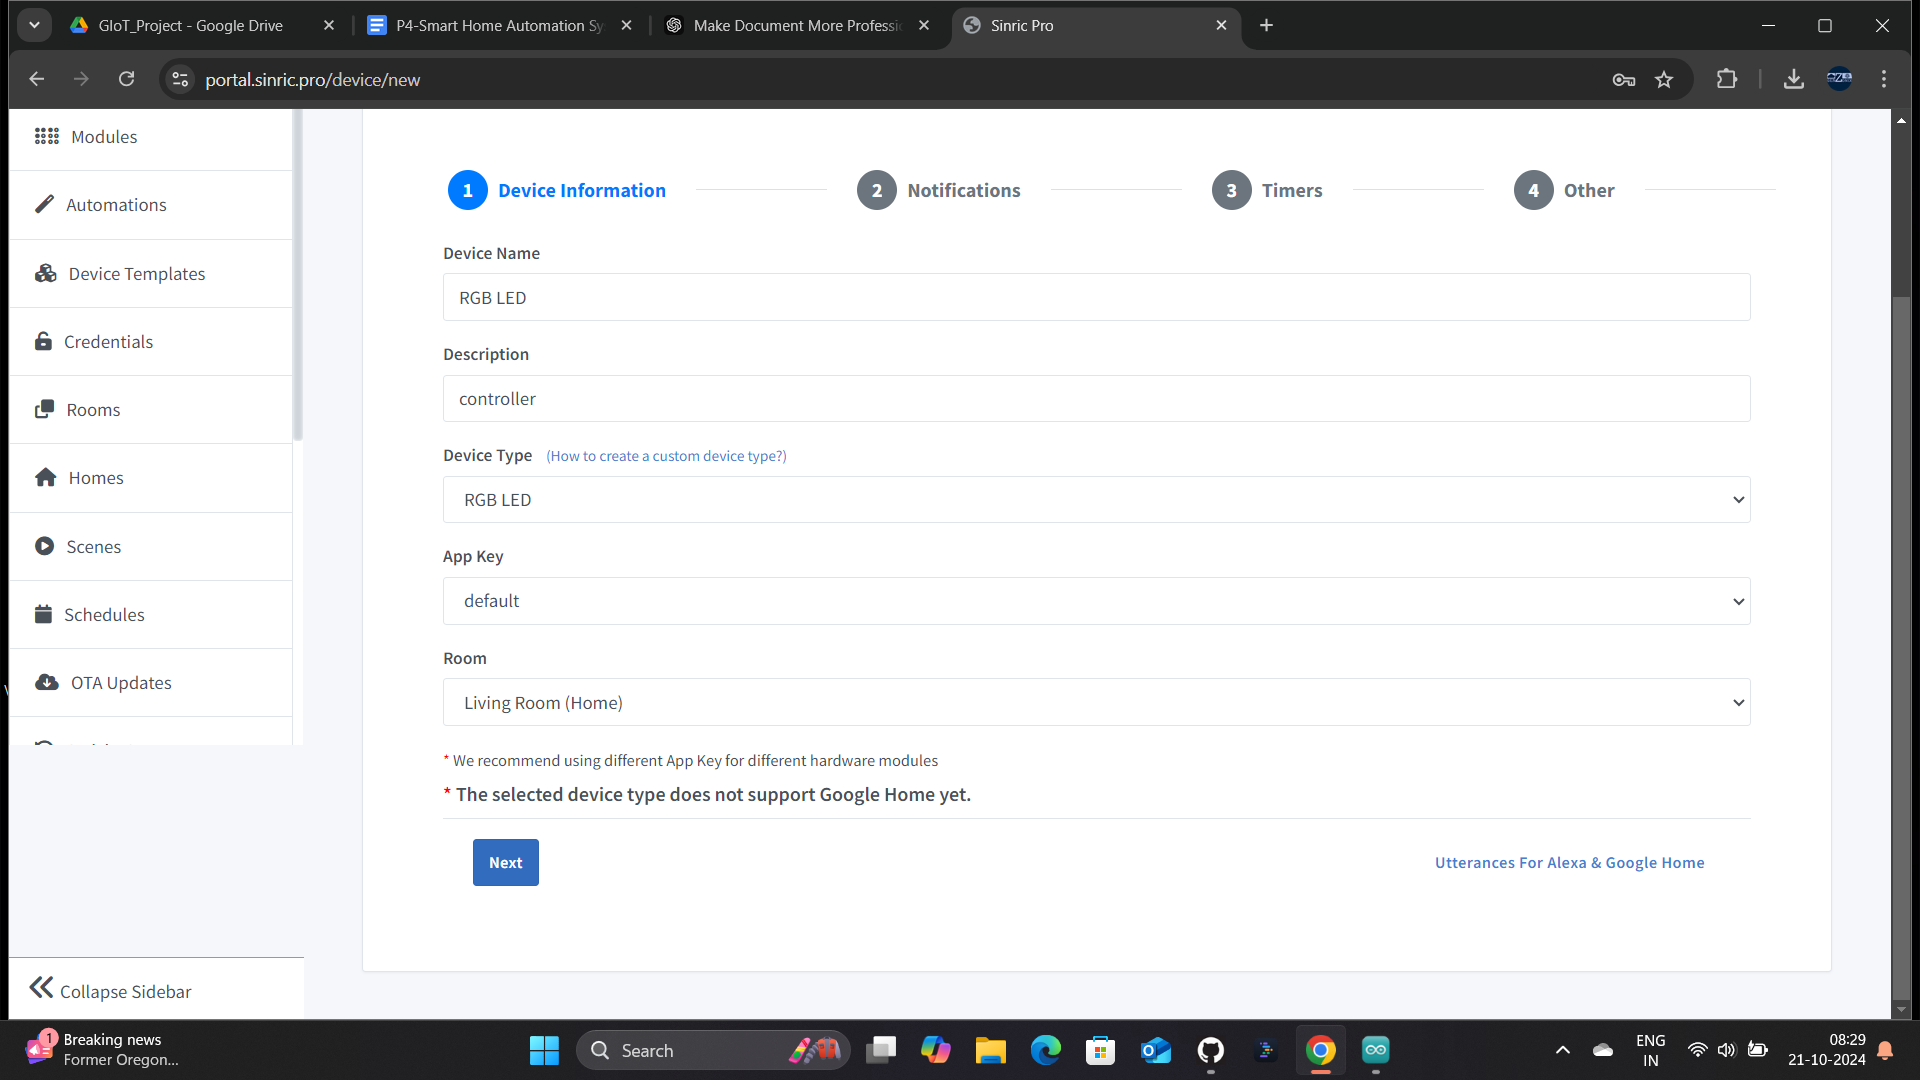 GIoT_Project - Google Drive
P4-Smart Home Automation Sy
Make Document More Professi
Sinric Pro
portal.sinric.pro/device/new
Modules
Automations
Device Templates
Credentials
Rooms
Homes
Scenes
Schedules
OTA Updates
Collapse Sidebar
1 Device Information
2 Notifications
3 Timers
4 Other
Device Name
RGB LED
Description
controller
Device Type (How to create a custom device type?)
RGB LED
App Key
default
Room
Living Room (Home)
* We recommend using different App Key for different hardware modules
* The selected device type does not support Google Home yet.
Next
Utterances For Alexa & Google Home
1
Breaking news
Former Oregon...
Search
ENG
IN
08:29
21-10-2024